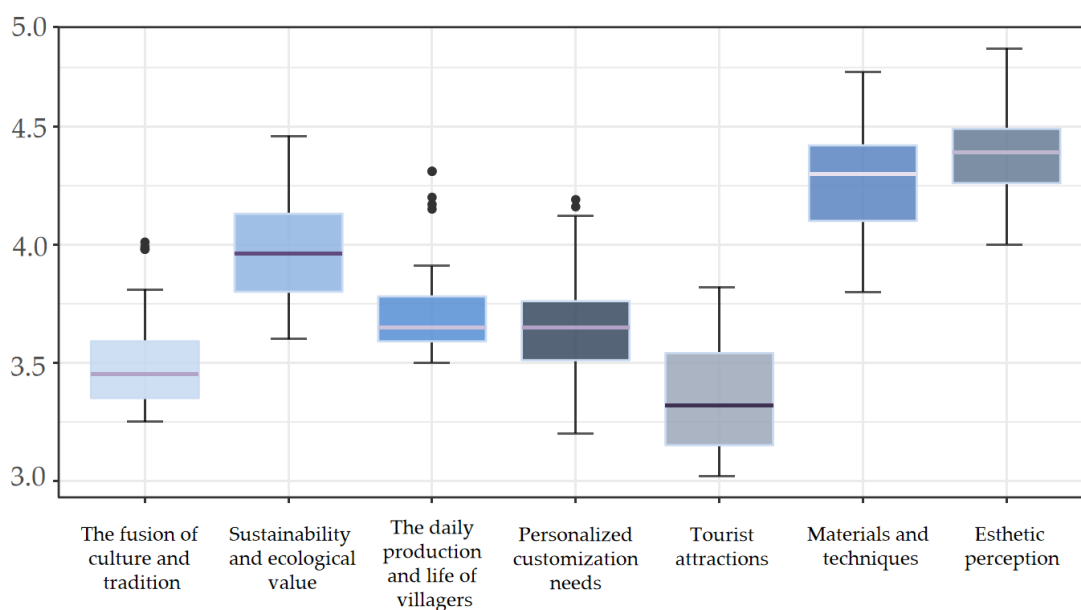 5.0
4.5
4.0
3.5
3.0
The fusion of
culture and
tradition
Sustainability
and ecological
value
The daily
production
and life of
villagers
Personalized
customization
needs
Tourist
attractions
Materials and
techniques
Esthetic
perception